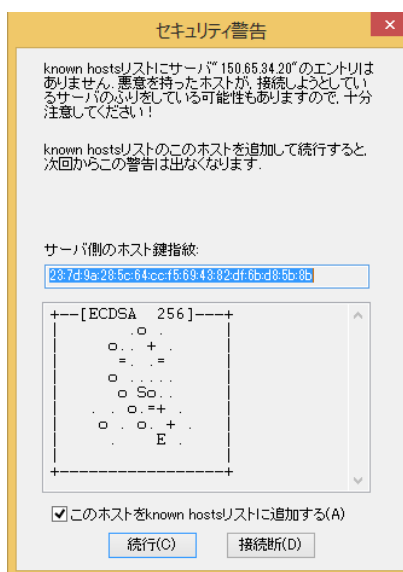 セキュリティ警告
known hostsリストにサーバ"150.65.34.20"のエントリは
ありません. 悪意を持ったホストが, 接続しようとしてい
るサーバのふりをしている可能性もありますので, 十分
注意してください!
known hostsリストのこのホストを追加して続行すると,
次回からこの警告は出なくなります.
サーバ側のホスト鍵指紋:
23:7d:9a:28:5c:64:cc:f5:69:43:82:df:6b:d8:5b:8b
+--[ECDSA  256]---+
|       .o .      |
|     o.. + .     |
|      =. .=      |
|     o .....     |
|      o So..     |
|   . . o.=+ .    |
|    o . o. + .   |
|     .    E .    |
|                 |
+-----------------+
このホストをknown hostsリストに追加する(A)
続行(C)
接続断(D)